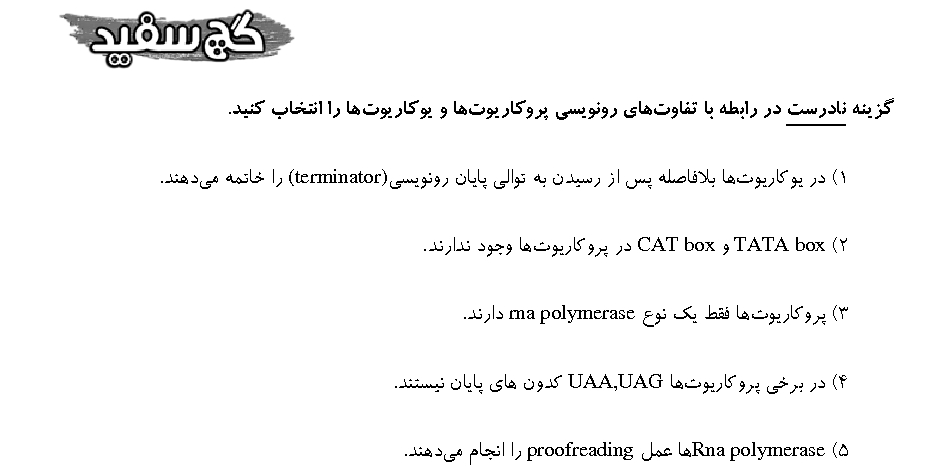 گچ سفید
گزینه نادرست در رابطه با تفاوت‌های رونویسی پروکاریوت‌ها و یوکاریوت‌ها را انتخاب کنید.
۱) در یوکاریوت‌ها بلافاصله پس از رسیدن به توالی پایان رونویسی(terminator) را خاتمه می‌دهند.
۲) TATA box و CAT box در پروکاریوت‌ها وجود ندارند.
۳) پروکاریوت‌ها فقط یک نوع rna polymerase دارند.
۴) در برخی پروکاریوت‌ها UAA,UAG کدون های پایان نیستند.
۵) Rna polymeraseها عمل proofreading را انجام می‌دهند.